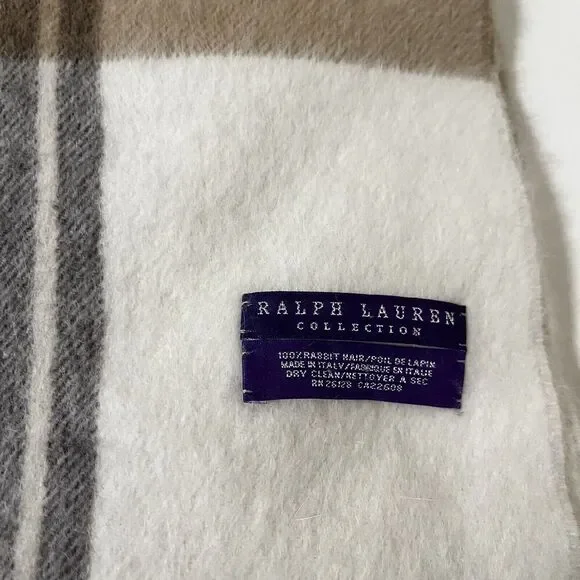 RALPH LAUREN
COLLECTION
100% RABBIT HAIR/POIL DE LAPIN
MADE IN ITALY/FABRIQUE EN ITALIE
DRY CLEAN/NETTOYER A SEC
RN 26128 CA22608